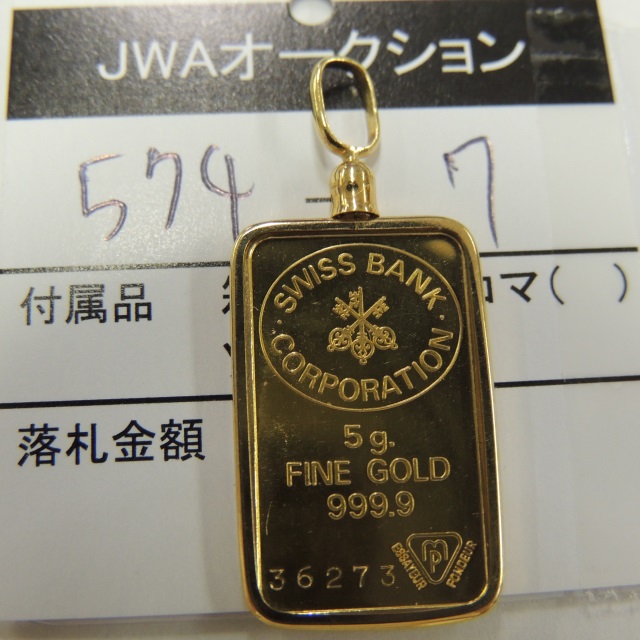 JWAオークション
574 - 7
付属品
コマ( )
SWISS BANK
CORPORATION
5g.
FINE GOLD
999.9
落札金額
36273
ESSAYEUR FONDEUR